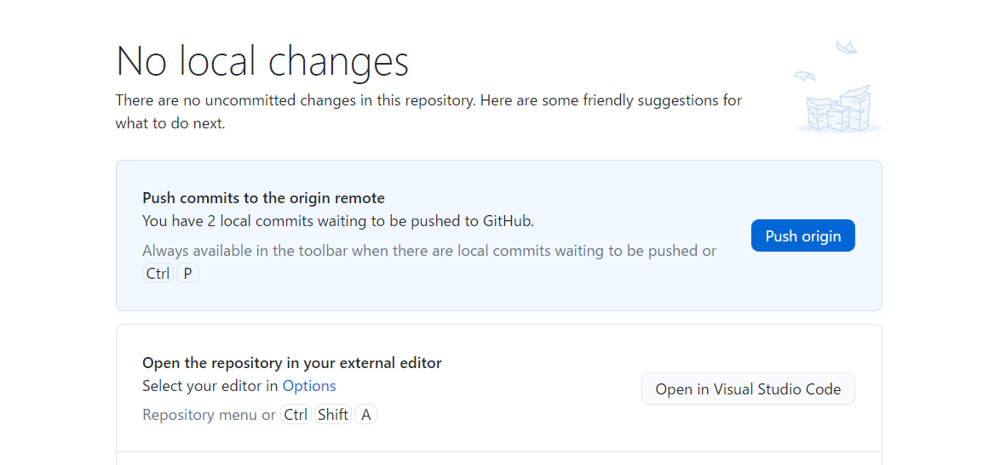 No local changes
There are no uncommitted changes in this repository. Here are some friendly suggestions for
what to do next.
Push commits to the origin remote
You have 2 local commits waiting to be pushed to GitHub.
Always available in the toolbar when there are local commits waiting to be pushed or
Ctrl P
Push origin
Open the repository in your external editor
Select your editor in Options
Repository menu or Ctrl Shift A
Open in Visual Studio Code